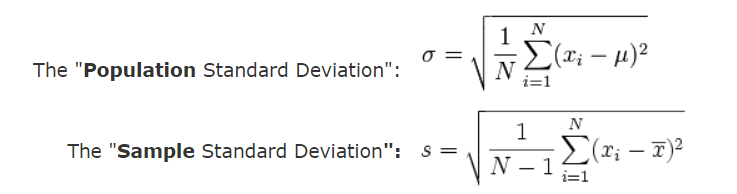 The "Population Standard Deviation": σ = √(1/N ∑_{i=1}^{N} (x_i − μ)²)
The "Sample Standard Deviation": s = √(1/(N − 1) ∑_{i=1}^{N} (x_i − x̄)²)